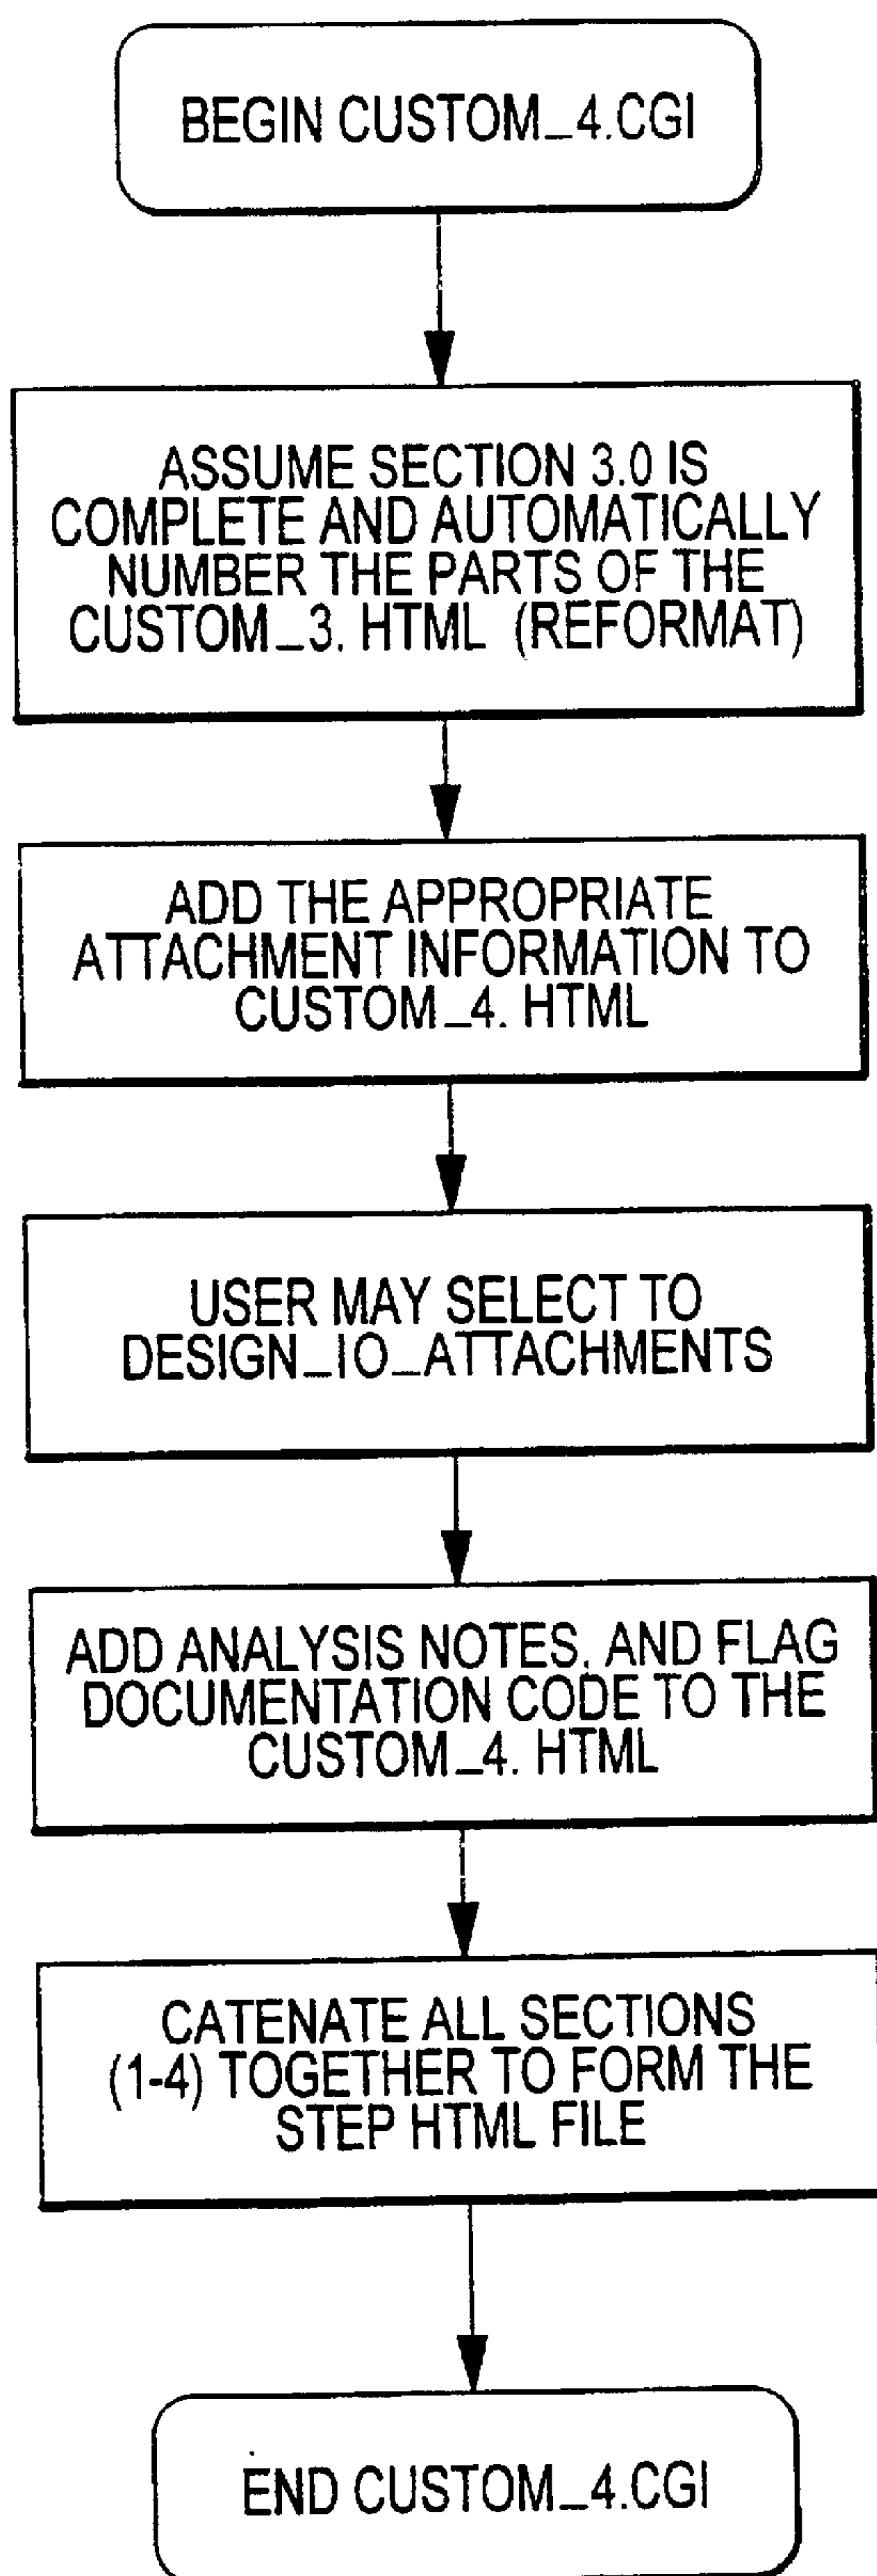 BEGIN CUSTOM_4.CGI
ASSUME SECTION 3.0 IS
COMPLETE AND AUTOMATICALLY
NUMBER THE PARTS OF THE
CUSTOM_3. HTML (REFORMAT)
ADD THE APPROPRIATE
ATTACHMENT INFORMATION TO
CUSTOM_4. HTML
USER MAY SELECT TO
DESIGN_IO_ATTACHMENTS
ADD ANALYSIS NOTES, AND FLAG
DOCUMENTATION CODE TO THE
CUSTOM_4. HTML
CATENATE ALL SECTIONS
(1-4) TOGETHER TO FORM THE
STEP HTML FILE
END CUSTOM_4.CGI